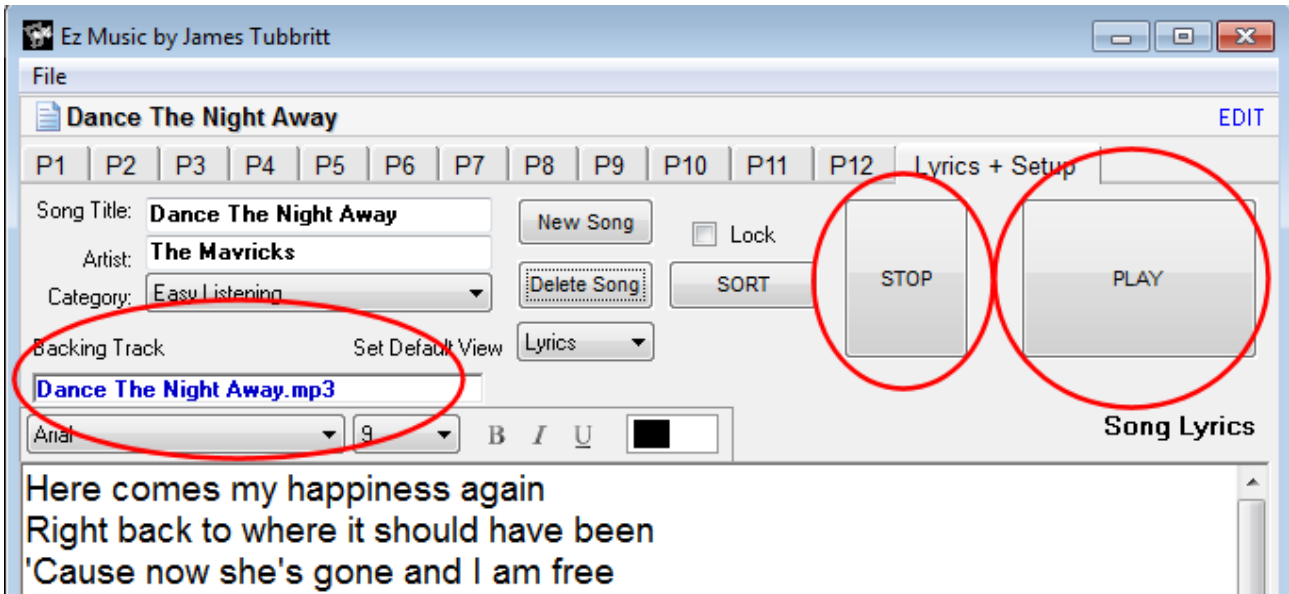 Ez Music by James Tubbritt
File
Dance The Night Away EDIT
P1 P2 P3 P4 P5 P6 P7 P8 P9 P10 P11 P12 Lyrics + Setup
Song Title: Dance The Night Away New Song Lock
Artist: The Mavricks
Category: Easy Listening Delete Song SORT STOP PLAY
Backing Track Set Default View Lyrics
Dance The Night Away.mp3
Arial 9 B I U Song Lyrics
Here comes my happiness again
Right back to where it should have been
'Cause now she's gone and I am free